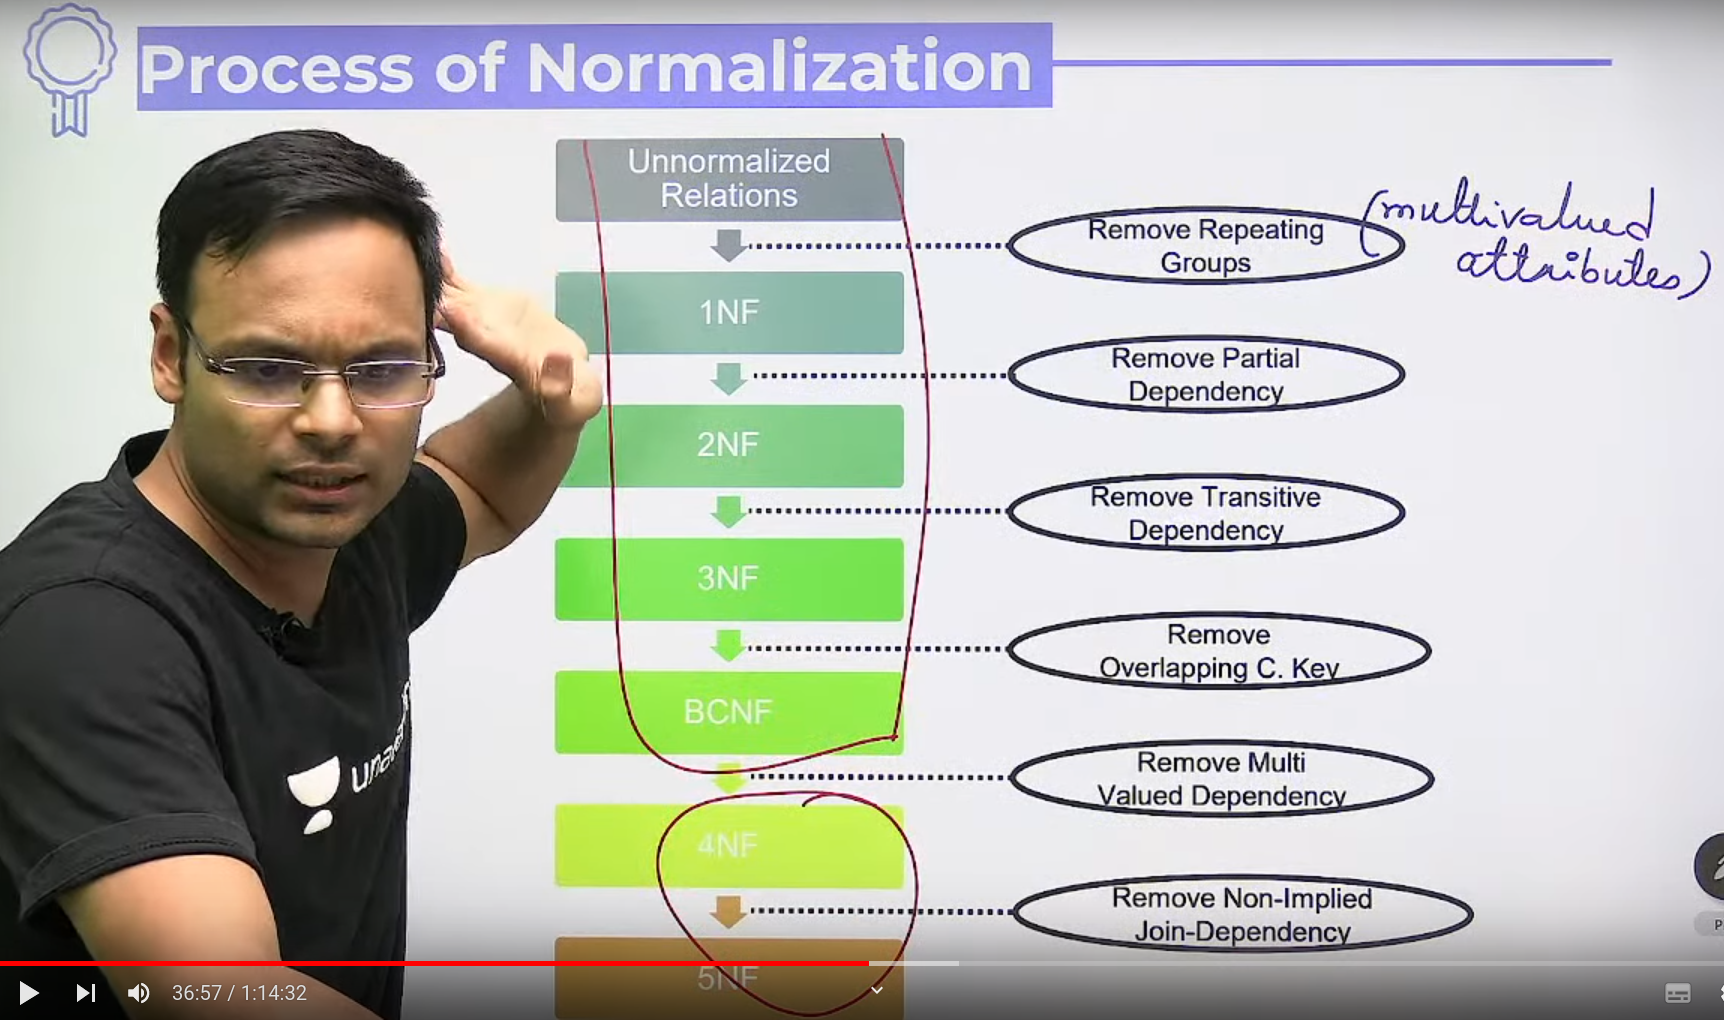 Process of Normalization
Unnormalized
Relations
Remove Repeating
Groups
(multivalued
attributes)
1NF
Remove Partial
Dependency
2NF
Remove Transitive
Dependency
3NF
Remove
Overlapping C. Key
BCNF
Remove Multi
Valued Dependency
4NF
Remove Non-Implied
Join-Dependency
5NF
36:57 / 1:14:32